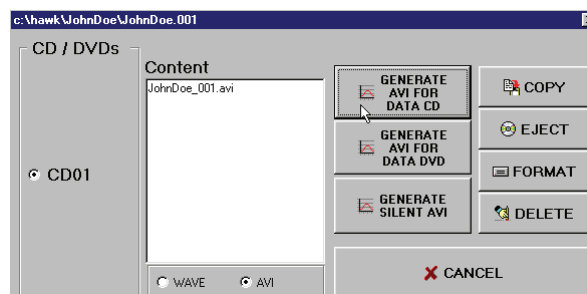 c:\hawk\JohnDoe\JohnDoe.001
CD / DVDs
CD01
Content
JohnDoe_001.avi
WAVE
AVI
GENERATE
AVI FOR
DATA CD
GENERATE
AVI FOR
DATA DVD
GENERATE
SILENT AVI
COPY
EJECT
FORMAT
DELETE
CANCEL